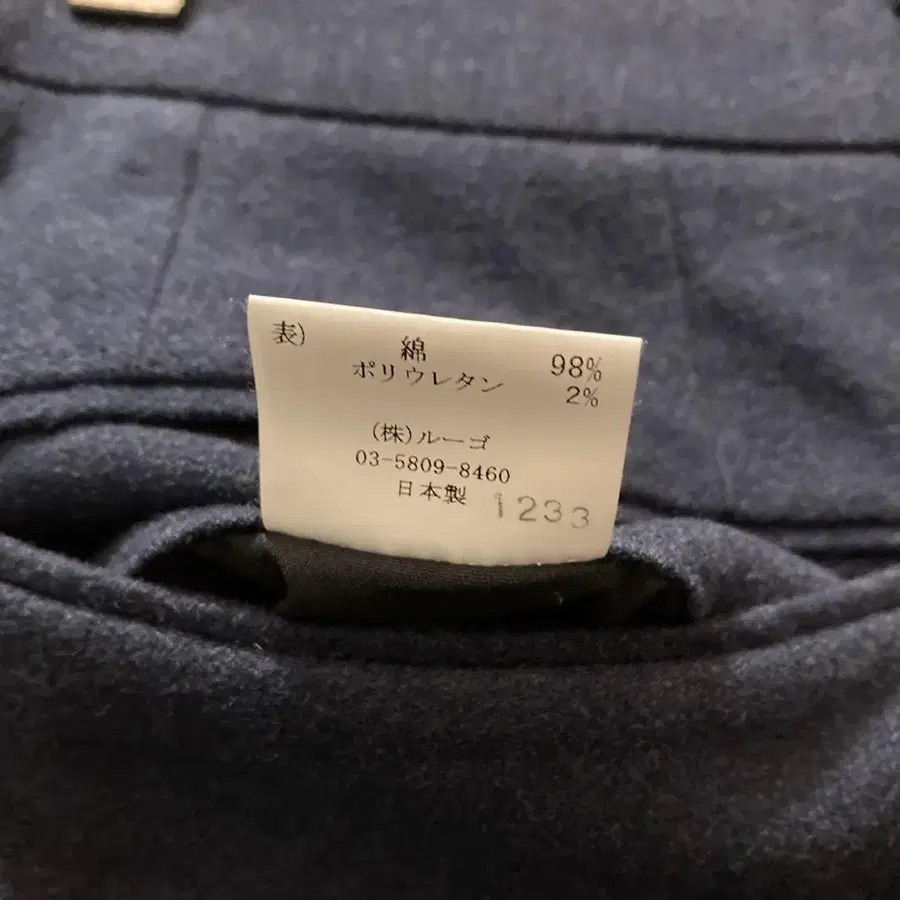 表) 綿 98%
ポリウレタン 2%
(株)ルーゴ
03-5809-8460
日本製 1233